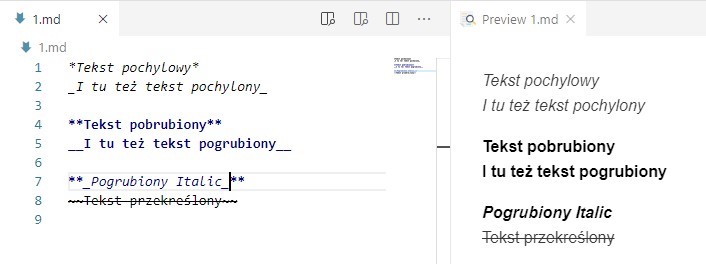 1.md
Preview 1.md
1.md
1 *Tekst pochylowy*
2 _I tu też tekst pochylony_
3
4 **Tekst pobrubiony**
5 __I tu też tekst pogrubiony__
6
7 **_Pogrubiony Italic_**
8 ~~Tekst przekreślony~~
9
Tekst pochylowy
I tu też tekst pochylony
Tekst pobrubiony
I tu też tekst pogrubiony
Pogrubiony Italic
Tekst przekreślony